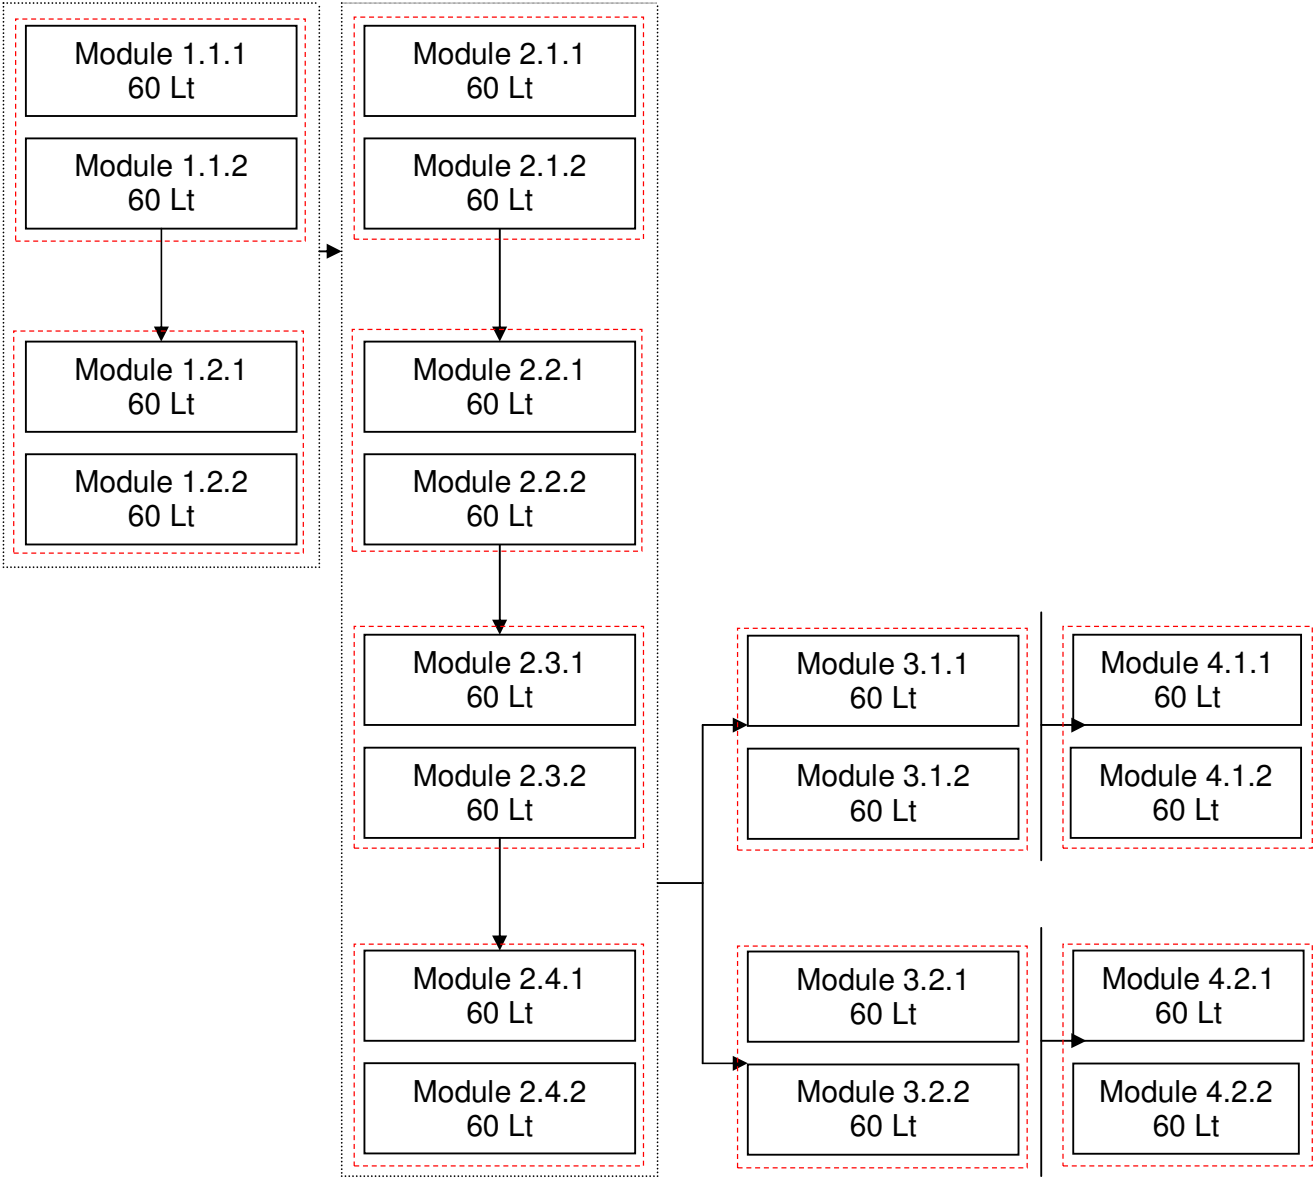 Module 1.1.1
60 Lt
Module 1.1.2
60 Lt
Module 1.2.1
60 Lt
Module 1.2.2
60 Lt
Module 2.1.1
60 Lt
Module 2.1.2
60 Lt
Module 2.2.1
60 Lt
Module 2.2.2
60 Lt
Module 2.3.1
60 Lt
Module 2.3.2
60 Lt
Module 2.4.1
60 Lt
Module 2.4.2
60 Lt
Module 3.1.1
60 Lt
Module 3.1.2
60 Lt
Module 3.2.1
60 Lt
Module 3.2.2
60 Lt
Module 4.1.1
60 Lt
Module 4.1.2
60 Lt
Module 4.2.1
60 Lt
Module 4.2.2
60 Lt